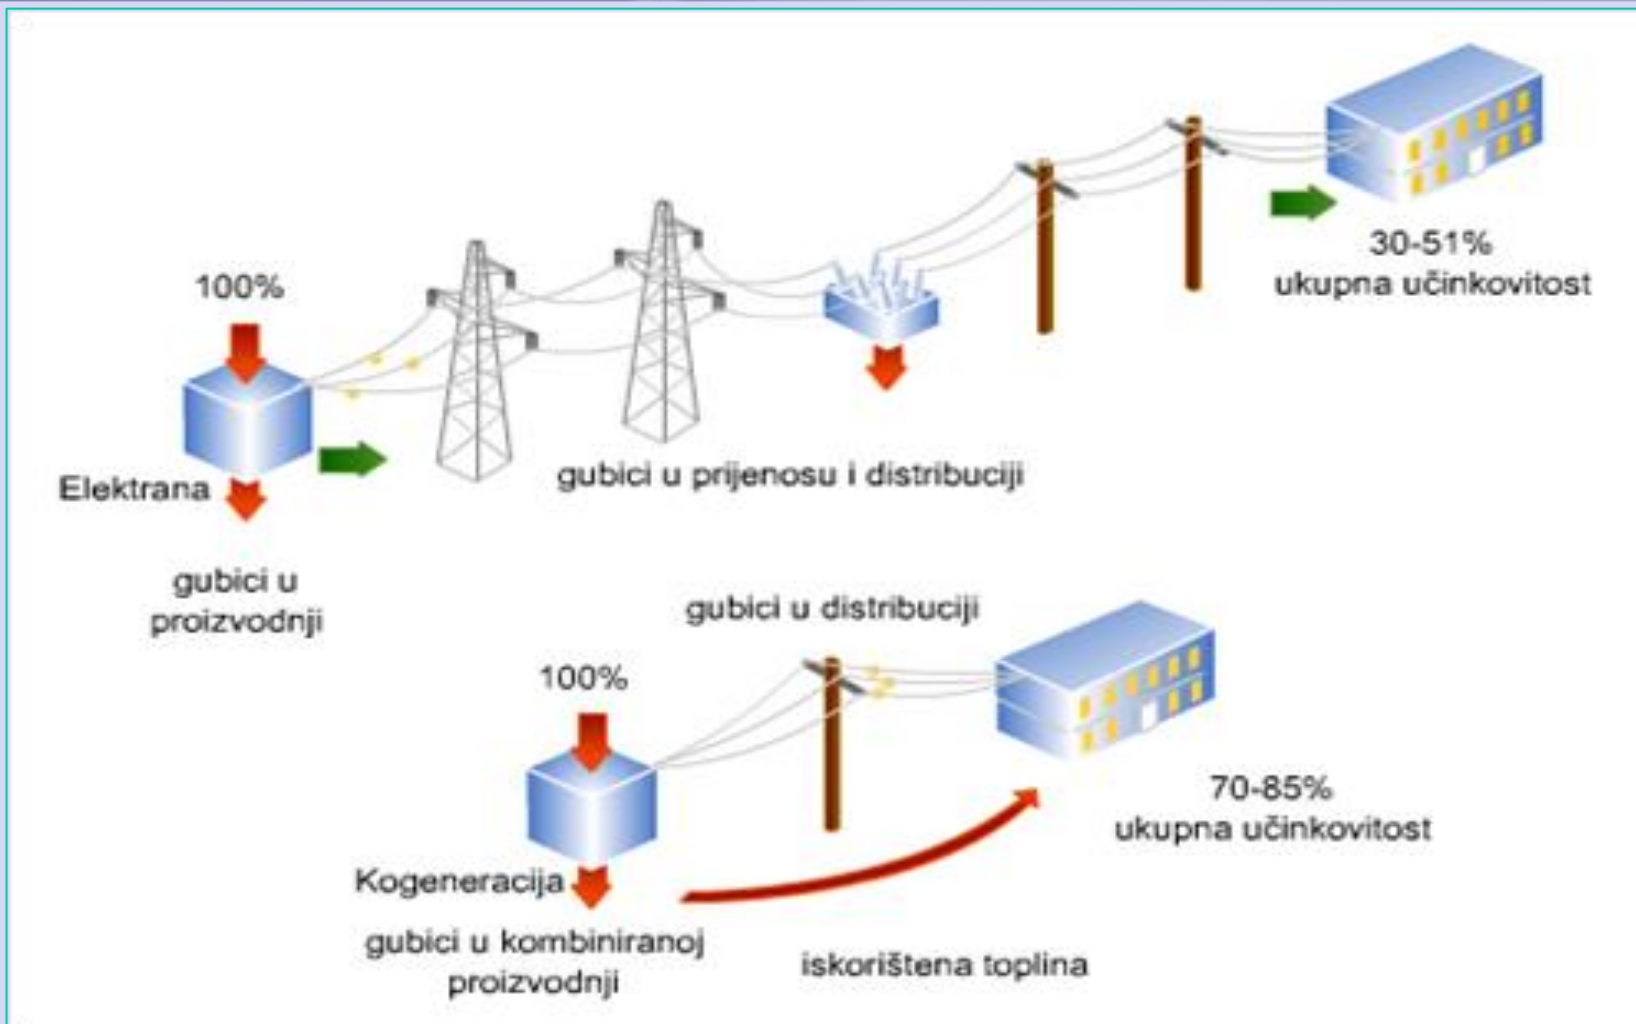 100%
30-51%
ukupna učinkovitost
Elektrana
gubici u prijenosu i distribuciji
gubici u
proizvodnji
gubici u distribuciji
100%
70-85%
ukupna učinkovitost
Kogeneracija
gubici u kombiniranoj
proizvodnji
iskorištena toplina